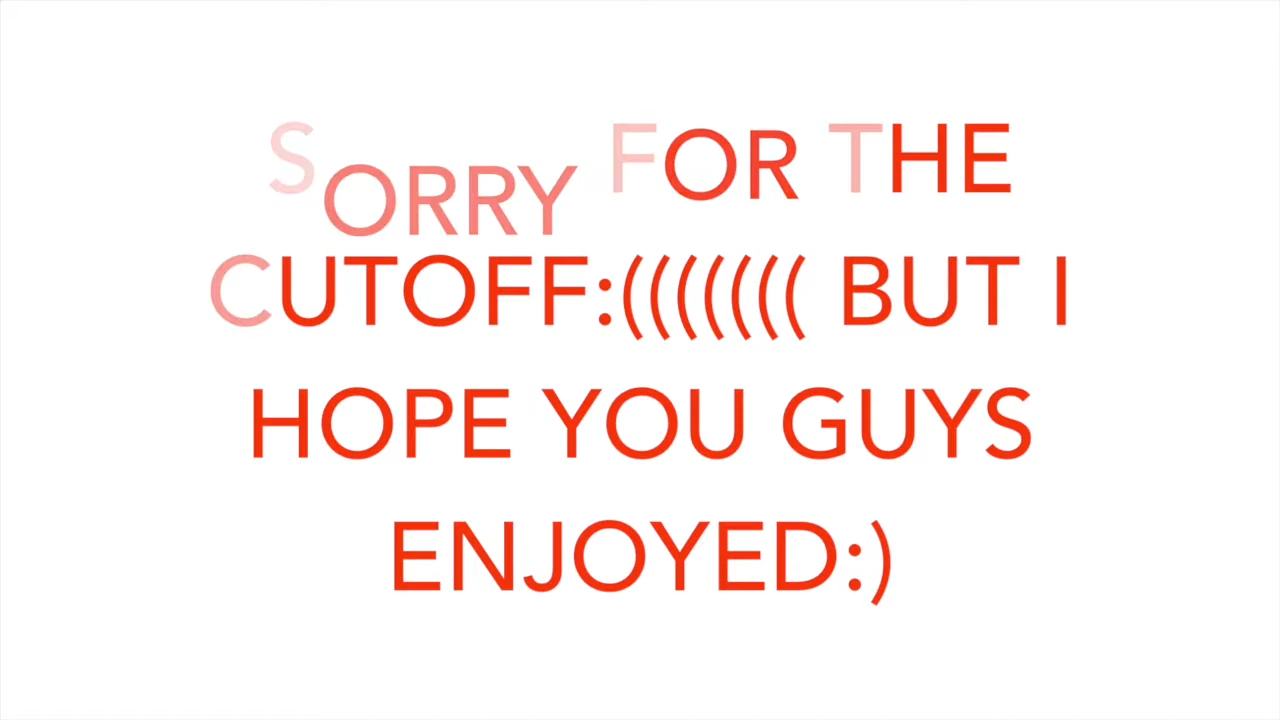 SORRY FOR THE
CUTOFF:((((((( BUT I
HOPE YOU GUYS
ENJOYED:)